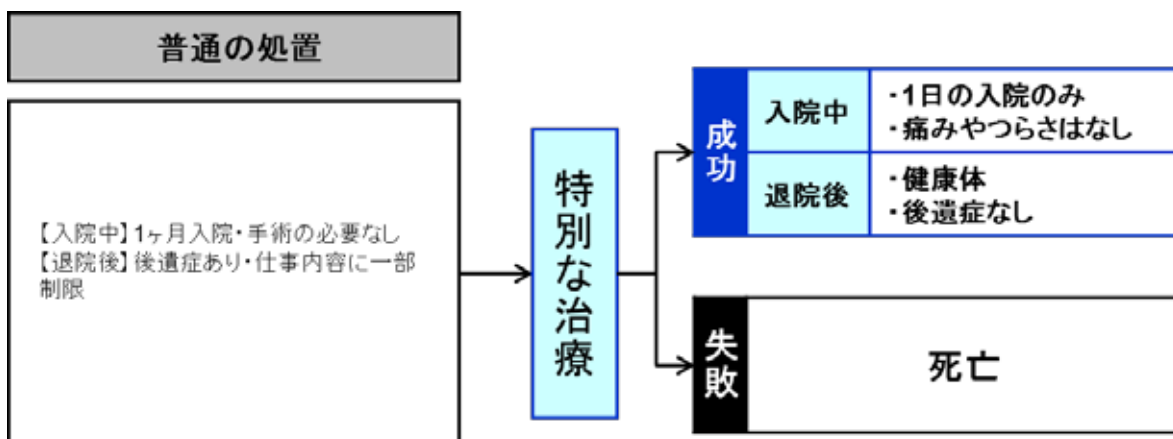 普通の処置
【入院中】1ヶ月入院・手術の必要なし
【退院後】後遺症あり・仕事内容に一部
制限
特別な治療
成功
入院中
・1日の入院のみ
・痛みやつらさはなし
退院後
・健康体
・後遺症なし
失敗
死亡